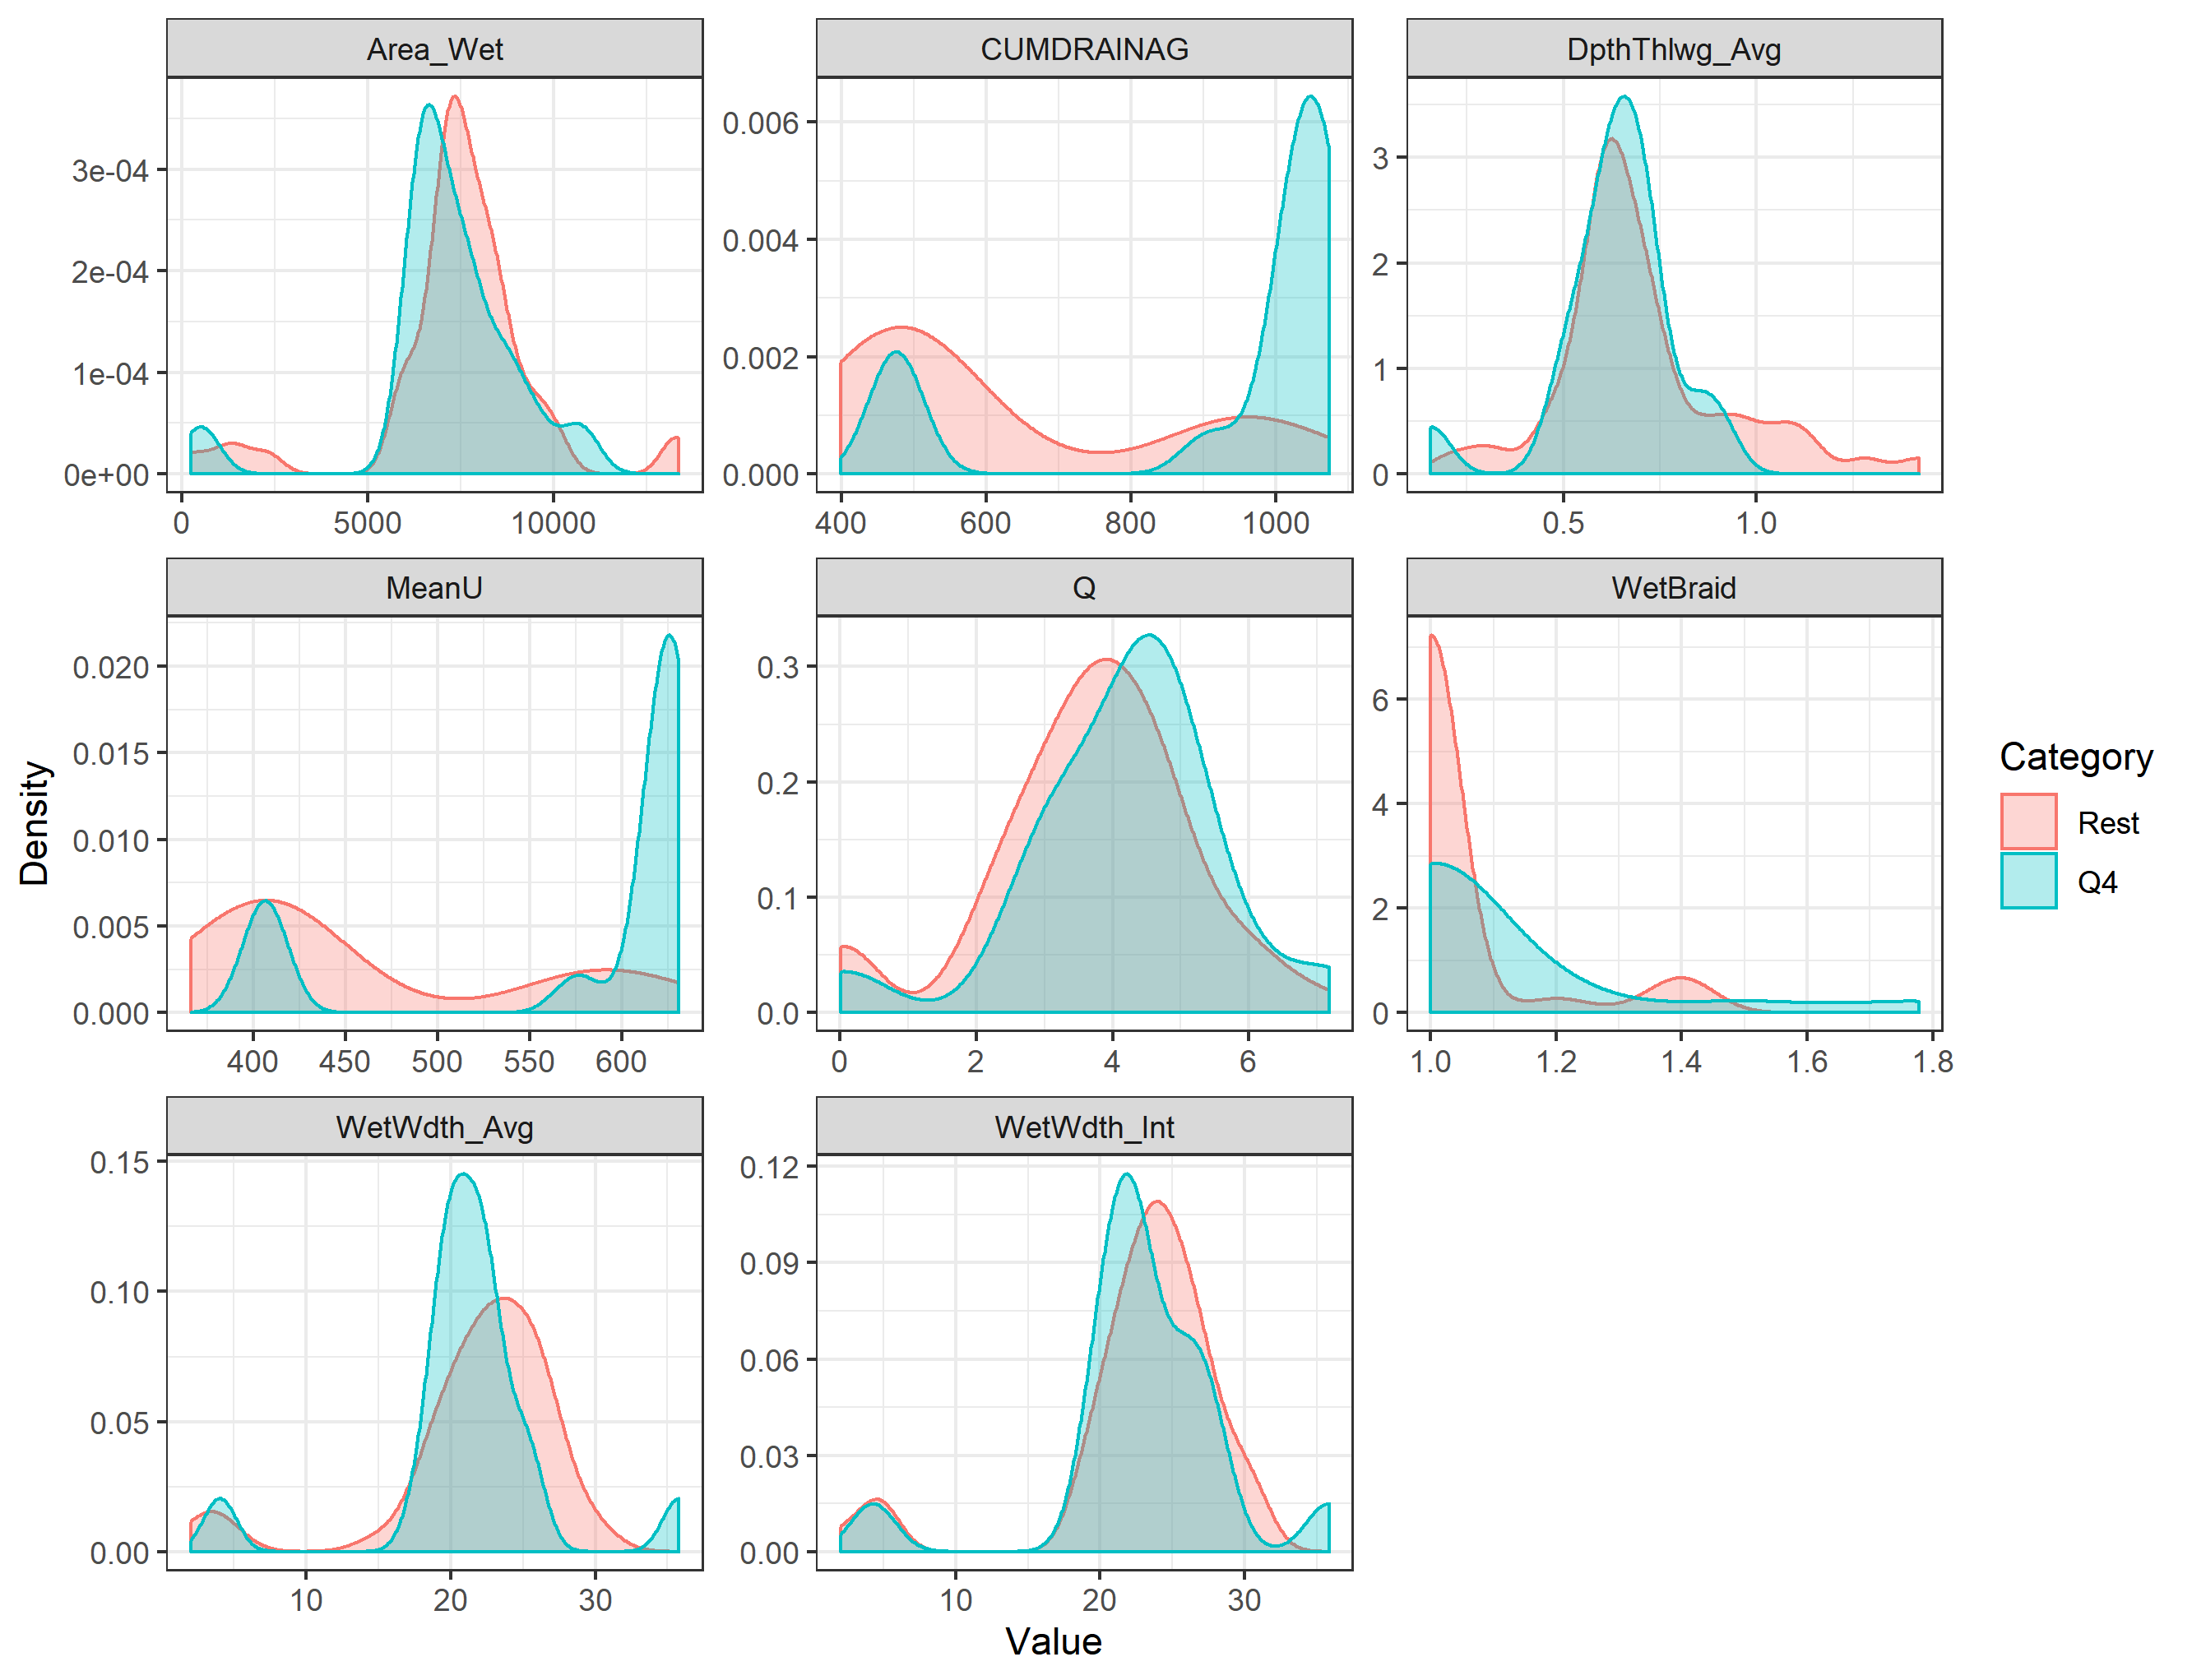 Area_Wet CUMDRAINAG DpthThlwg_Avg
3e-04
2e-04
1e-04
0e+00
0 5000 10000
0.006
0.004
0.002
0.000
400 600 800 1000
3
2
1
0
0.5 1.0
MeanU Q WetBraid
0.020
0.015
0.010
0.005
0.000
400 450 500 550 600
0.3
0.2
0.1
0.0
0 2 4 6
6
4
2
0
1.0 1.2 1.4 1.6 1.8
WetWdth_Avg WetWdth_Int
0.15
0.10
0.05
0.00
10 20 30
0.12
0.09
0.06
0.03
0.00
10 20 30
Density
Value
Category
Rest
Q4